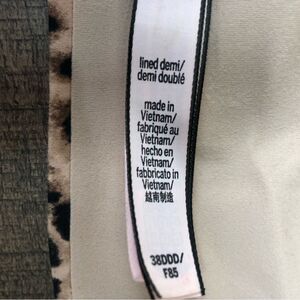 lined demi/
demi doublé
made in
Vietnam/
fabriqué au
Vietnam/
hecho en
Vietnam/
fabbricato in
Vietnam/
越南制造
38DDD/
F85